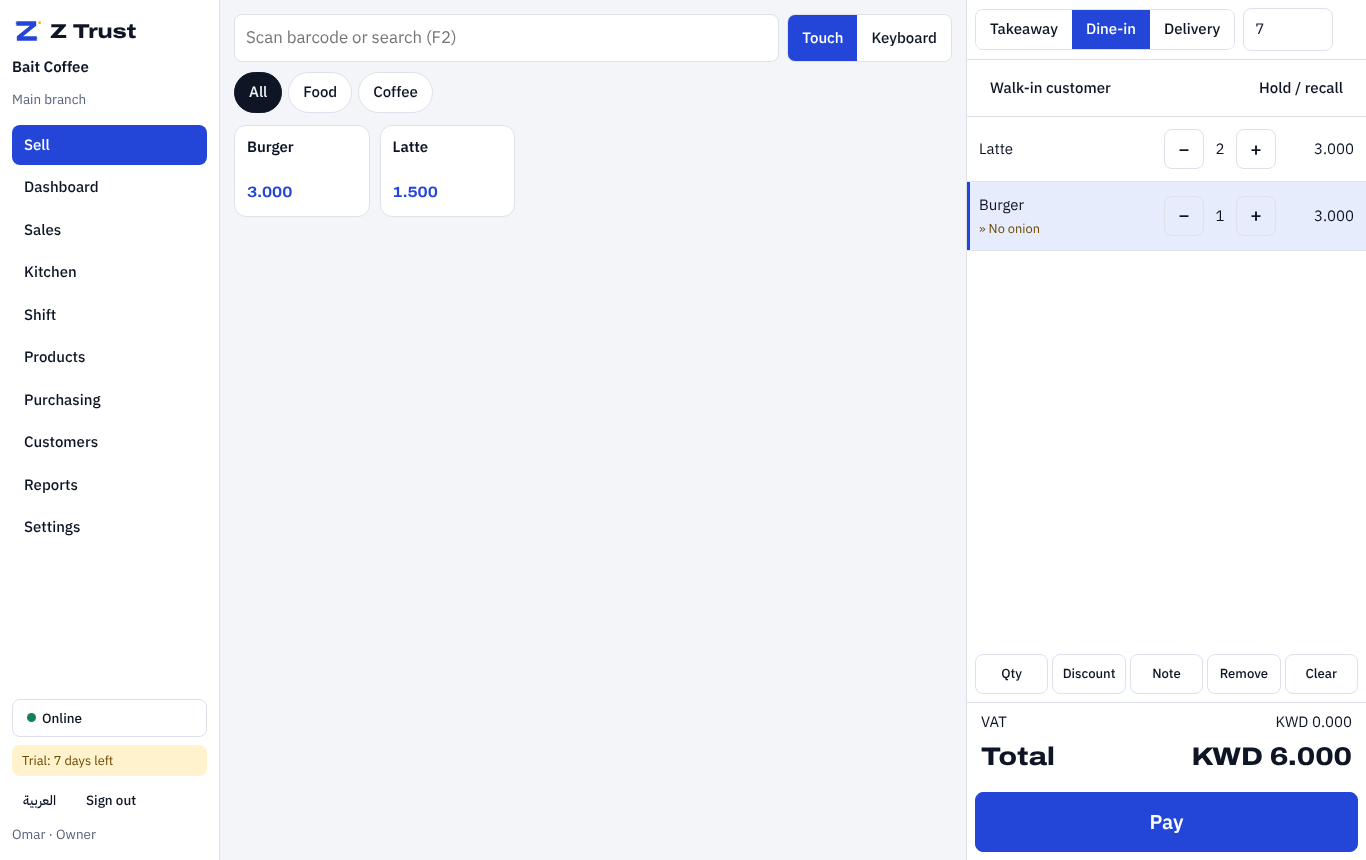 Z Trust
Bait Coffee
Main branch
Sell
Dashboard
Sales
Kitchen
Shift
Products
Purchasing
Customers
Reports
Settings
Online
Trial: 7 days left
العربية Sign out
Omar · Owner
Scan barcode or search (F2)
Touch Keyboard
All Food Coffee
Burger
3.000
Latte
1.500
Takeaway Dine-in Delivery 7
Walk-in customer Hold / recall
Latte − 2 + 3.000
Burger − 1 + 3.000
» No onion
Qty Discount Note Remove Clear
VAT KWD 0.000
Total KWD 6.000
Pay